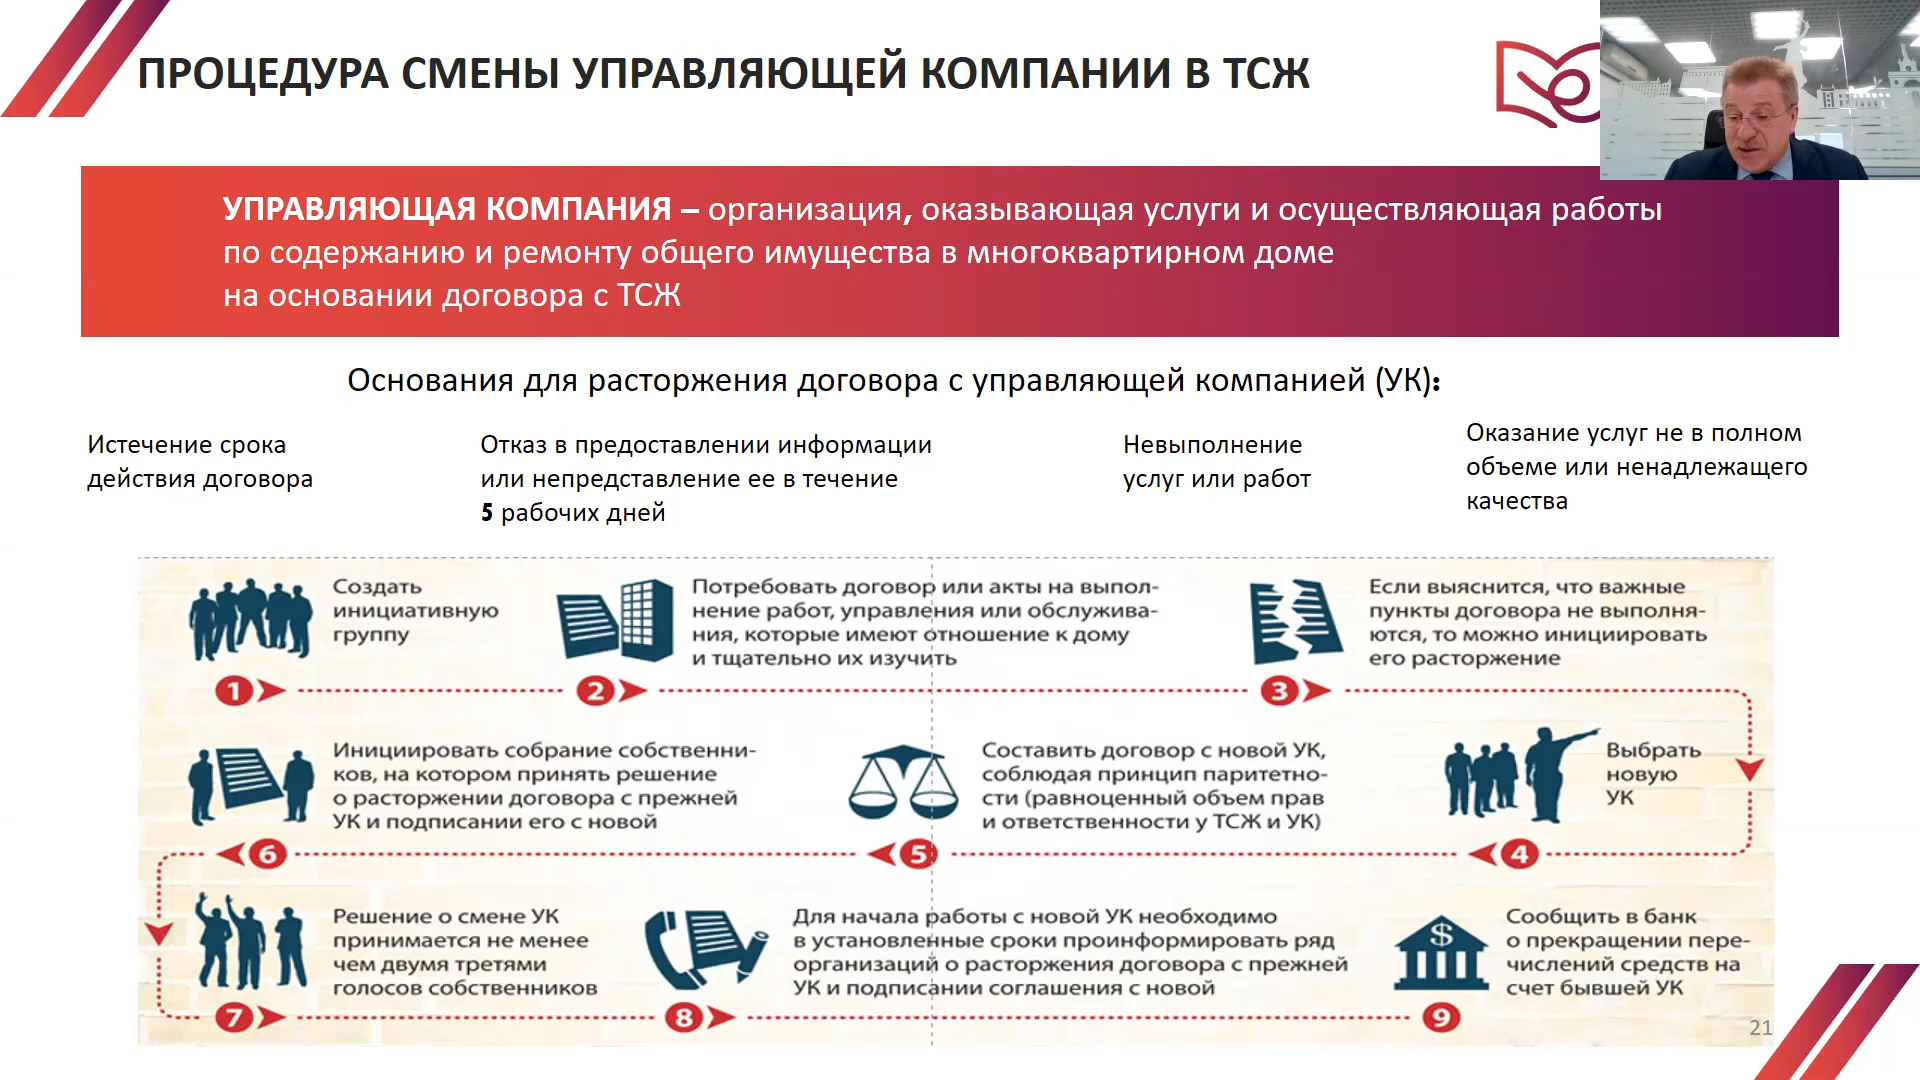 ПРОЦЕДУРА СМЕНЫ УПРАВЛЯЮЩЕЙ КОМПАНИИ В ТСЖ
УПРАВЛЯЮЩАЯ КОМПАНИЯ – организация, оказывающая услуги и осуществляющая работы
по содержанию и ремонту общего имущества в многоквартирном доме
на основании договора с ТСЖ
Основания для расторжения договора с управляющей компанией (УК):
Истечение срока
действия договора
Отказ в предоставлении информации
или непредставление ее в течение
5 рабочих дней
Невыполнение
услуг или работ
Оказание услуг не в полном
объеме или ненадлежащего
качества
Создать
инициативную
группу
1
Потребовать договор или акты на выпол-
нение работ, управления или обслужива-
ния, которые имеют отношение к дому
и тщательно их изучить
2
Если выяснится, что важные
пункты договора не выполня-
ются, то можно инициировать
его расторжение
3
Выбрать
новую
УК
4
Составить договор с новой УК,
соблюдая принцип паритетно-
сти (равноценный объем прав
и ответственности у ТСЖ и УК)
5
Инициировать собрание собственни-
ков, на котором принять решение
о расторжении договора с прежней
УК и подписании его с новой
6
Решение о смене УК
принимается не менее
чем двумя третями
голосов собственников
7
Для начала работы с новой УК необходимо
в установленные сроки проинформировать ряд
организаций о расторжения договора с прежней
УК и подписании соглашения с новой
8
$
Сообщить в банк
о прекращении пере-
числений средств на
счет бывшей УК
9
21